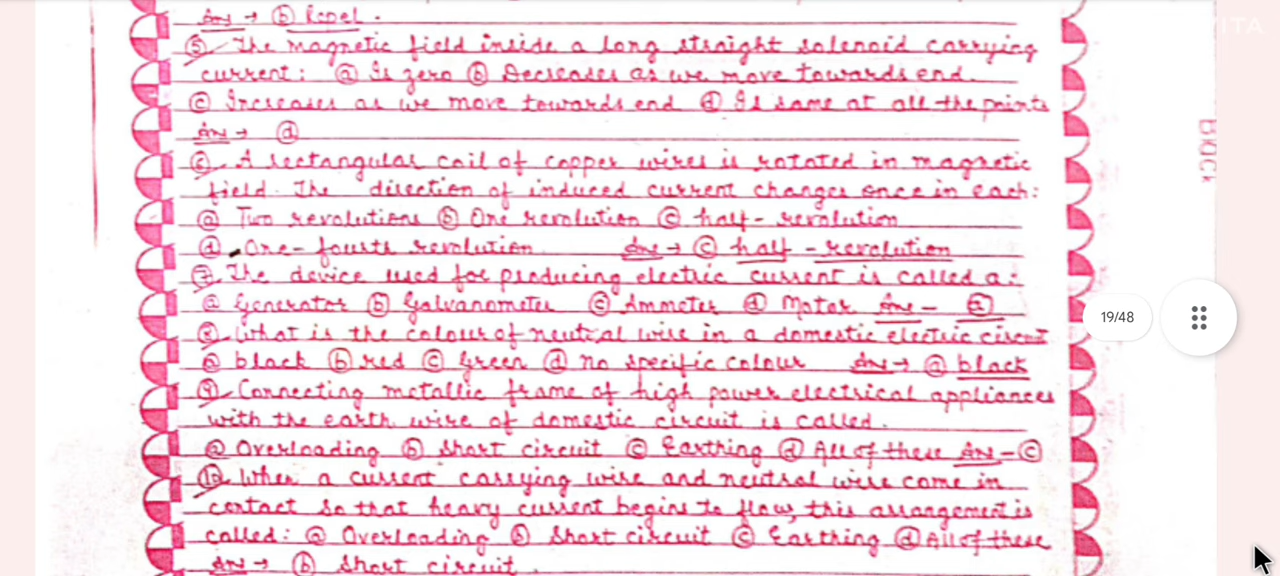 Ans → ⓑ Repel.
⑤ The magnetic field inside a long straight solenoid carrying
current: ⓐ Is zero ⓑ Decreases as we move towards end.
ⓒ Increases as we move towards end ⓓ Is same at all the points
Ans → ⓓ
⑥ A rectangular coil of copper wires is rotated in magnetic
field. The direction of induced current changes once in each:
ⓐ Two revolutions ⓑ One revolution ⓒ half-revolution
ⓓ One-fourth revolution Ans → ⓒ half-revolution
⑦ The device used for producing electric current is called a:
ⓐ Generator ⓑ Galvanometer ⓒ Ammeter ⓓ Motor Ans - ⓐ
⑧ What is the colour of neutral wire in a domestic electric circuit
ⓐ black ⓑ red ⓒ Green ⓓ no specific colour Ans → ⓐ black
⑨ Connecting metallic frame of high power electrical appliances
with the earth wire of domestic circuit is called.
ⓐ Overloading ⓑ Short circuit ⓒ Earthing ⓓ All of these Ans - ⓒ
⑩ When a current carrying wire and neutral wire come in
contact so that heavy current begins to flow, this arrangement is
called: ⓐ Overloading ⓑ Short circuit ⓒ Earthing ⓓ All of these
Ans → ⓑ Short circuit.
19/48